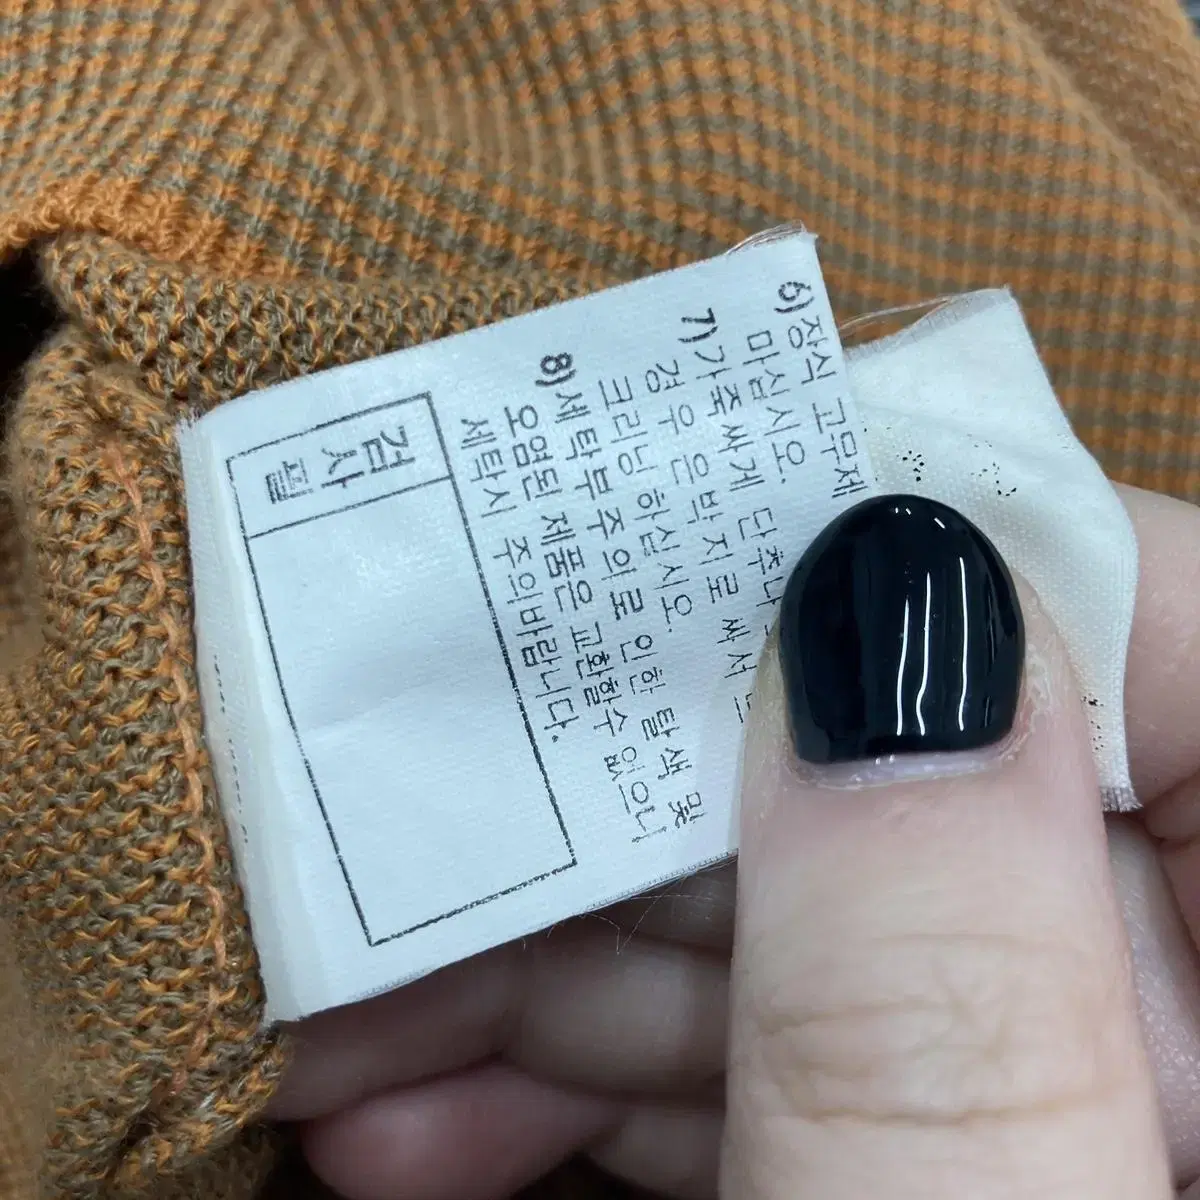 6)장식 고무제
마십시오.
7)가죽싸게 단추나
경우 은박지로 싸서
크리닝 하십시오.
8)세탁부주의로 인한 탈색 및
오염된 제품은 교환할수 없으니
세탁시 주의바랍니다.
검사필